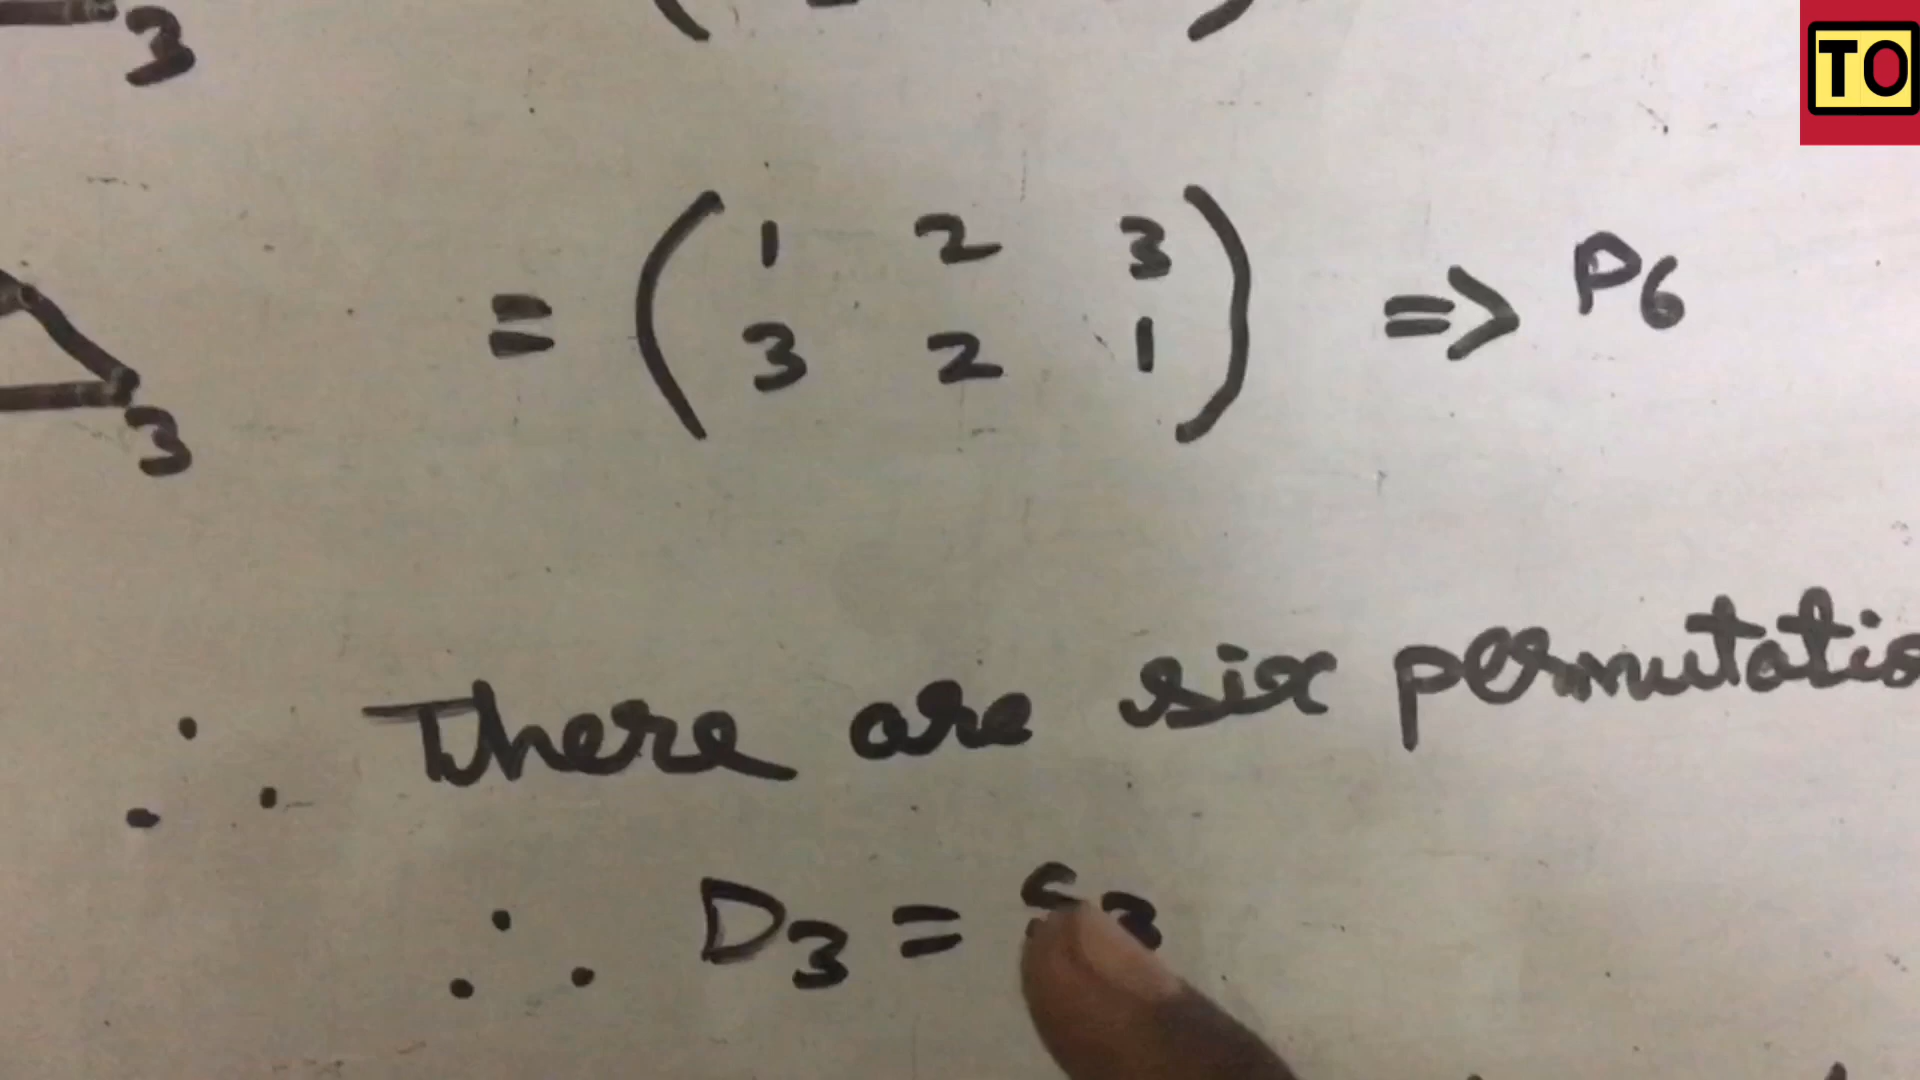 3
TO
= ( 1 2 3 ) => P6
3 2 1
3
∴ There are six permutatio
∴ D3 = S3